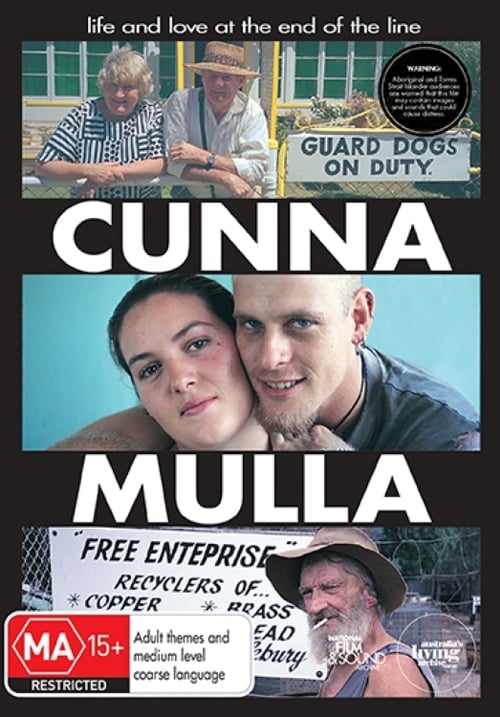 life and love at the end of the line
WARNING:
Aboriginal and Torres
Strait Islander audiences
are warned that this film
may contain images
and sounds that could
cause distress.
GUARD DOGS
ON DUTY.
CUNNA
MULLA
"FREE ENTEPRISE"
RECYCLERS OF...
* COPPER * BRASS
EAD
bury
MA 15+
RESTRICTED
Adult themes and
medium level
coarse language
NATIONAL
FILM
& SOUND
ARCHIVE
australia's
living
archive